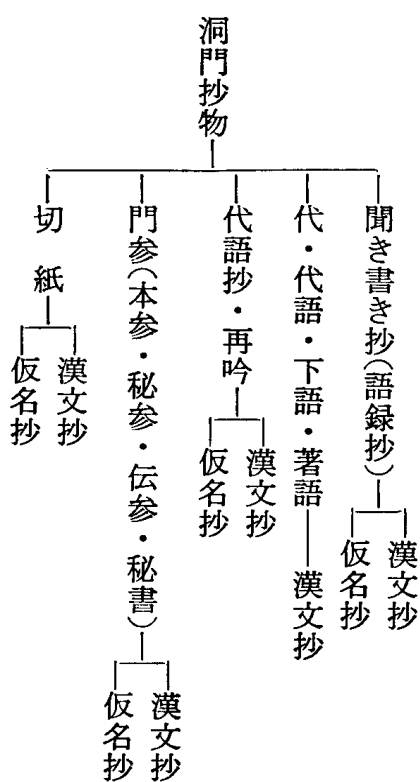 洞門抄物
聞き書き抄(語録抄)
漢文抄
仮名抄
代・代語・下語・著語
漢文抄
代語抄・再吟
漢文抄
仮名抄
門参(本参・秘参・伝参・秘書)
漢文抄
仮名抄
切紙
漢文抄
仮名抄